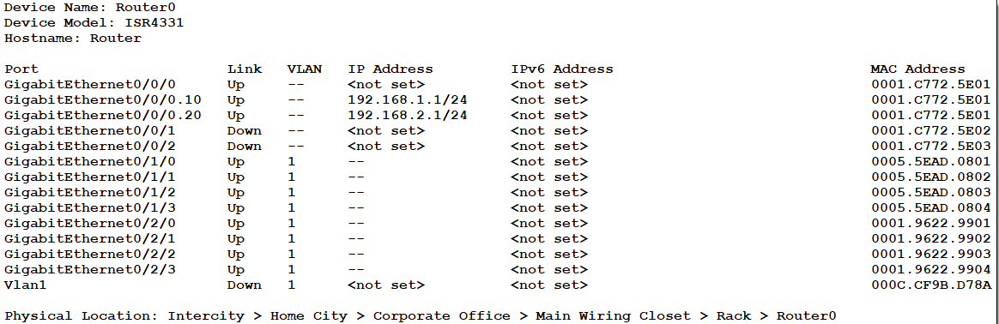 Device Name: Router0
Device Model: ISR4331
Hostname: Router
Port Link VLAN IP Address IPv6 Address MAC Address
GigabitEthernet0/0/0 Up -- <not set> <not set> 0001.C772.5E01
GigabitEthernet0/0/0.10 Up -- 192.168.1.1/24 <not set> 0001.C772.5E01
GigabitEthernet0/0/0.20 Up -- 192.168.2.1/24 <not set> 0001.C772.5E01
GigabitEthernet0/0/1 Down -- <not set> <not set> 0001.C772.5E02
GigabitEthernet0/0/2 Down -- <not set> <not set> 0001.C772.5E03
GigabitEthernet0/1/0 Up 1 -- <not set> 0005.5EAD.0801
GigabitEthernet0/1/1 Up 1 -- <not set> 0005.5EAD.0802
GigabitEthernet0/1/2 Up 1 -- <not set> 0005.5EAD.0803
GigabitEthernet0/1/3 Up 1 -- <not set> 0005.5EAD.0804
GigabitEthernet0/2/0 Up 1 -- <not set> 0001.9622.9901
GigabitEthernet0/2/1 Up 1 -- <not set> 0001.9622.9902
GigabitEthernet0/2/2 Up 1 -- <not set> 0001.9622.9903
GigabitEthernet0/2/3 Up 1 -- <not set> 0001.9622.9904
Vlan1 Down 1 <not set> <not set> 000C.CF9B.D78A
Physical Location: Intercity > Home City > Corporate Office > Main Wiring Closet > Rack > Router0